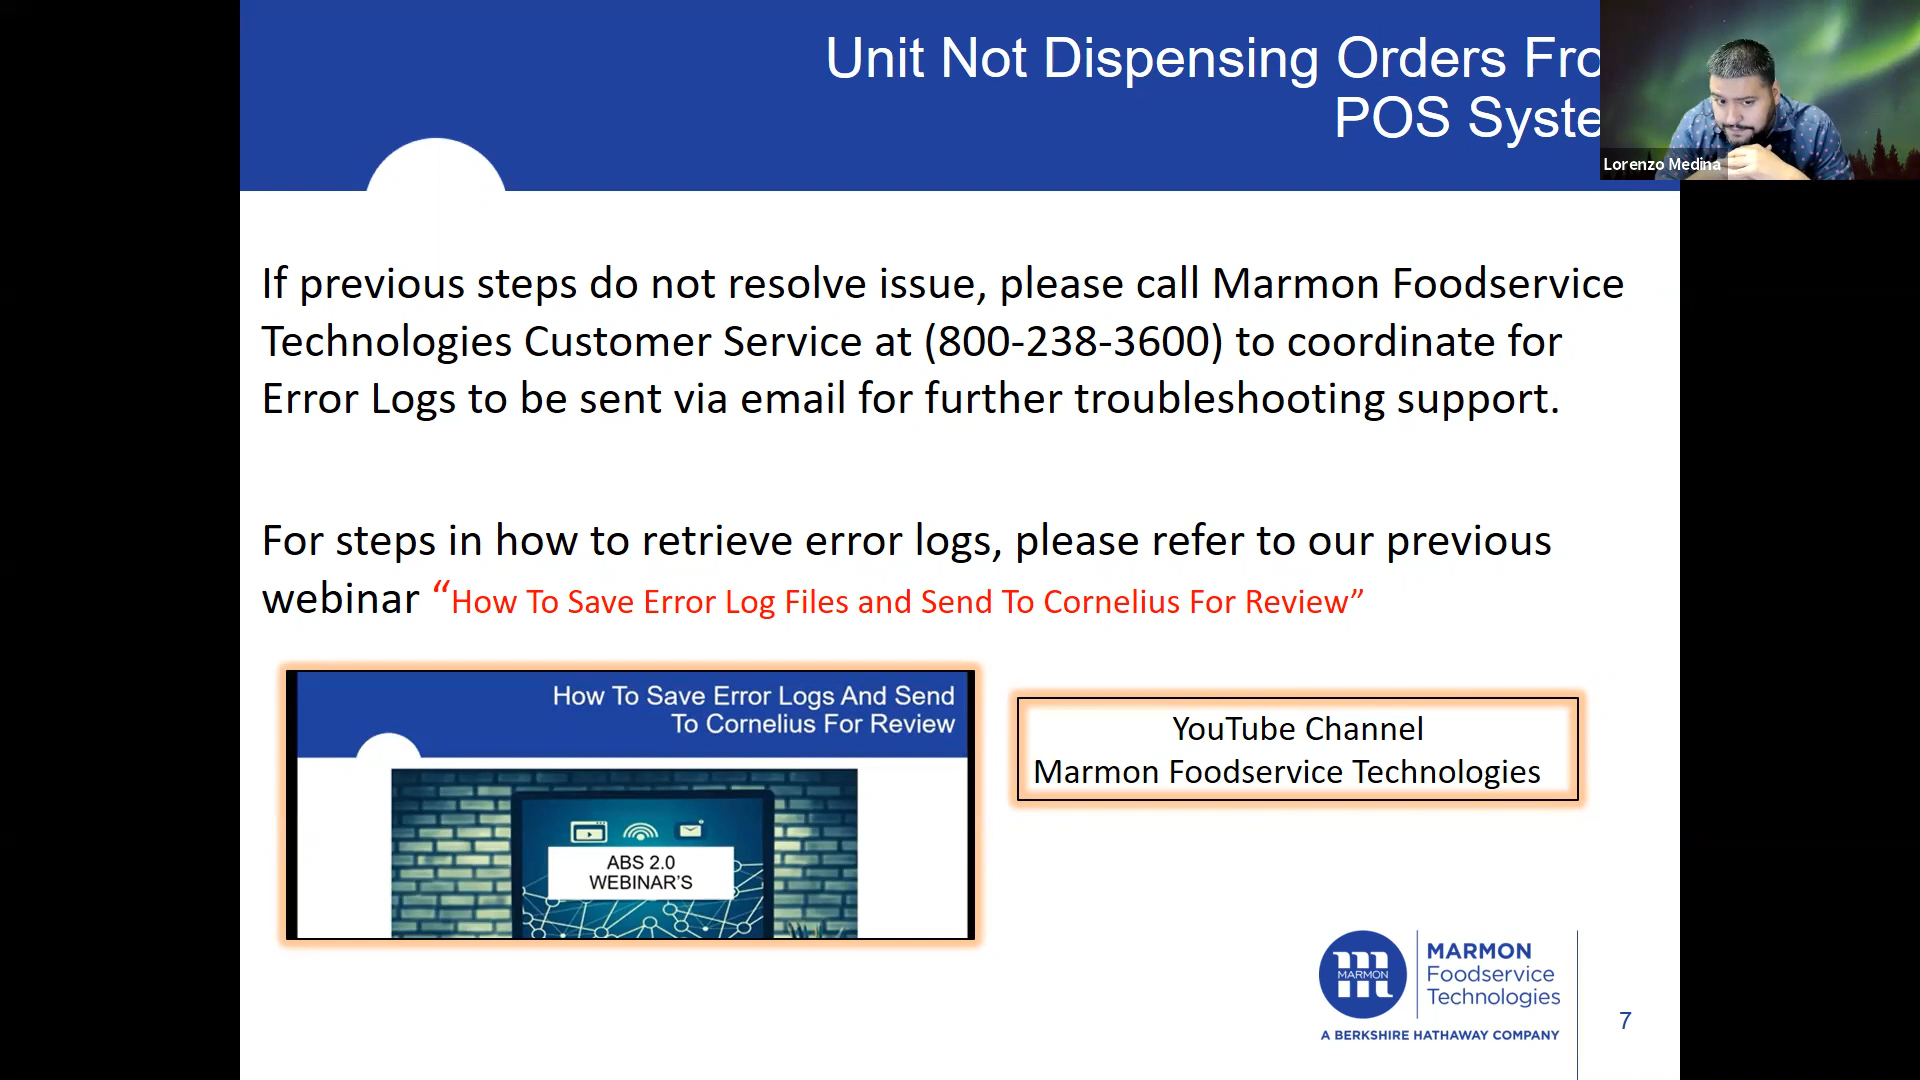 Unit Not Dispensing Orders Fro
POS Syste
Lorenzo Medina
If previous steps do not resolve issue, please call Marmon Foodservice
Technologies Customer Service at (800-238-3600) to coordinate for
Error Logs to be sent via email for further troubleshooting support.
For steps in how to retrieve error logs, please refer to our previous
webinar “How To Save Error Log Files and Send To Cornelius For Review”
How To Save Error Logs And Send
To Cornelius For Review
ABS 2.0
WEBINAR'S
YouTube Channel
Marmon Foodservice Technologies
MARMON
MARMON
Foodservice
Technologies
A BERKSHIRE HATHAWAY COMPANY
7